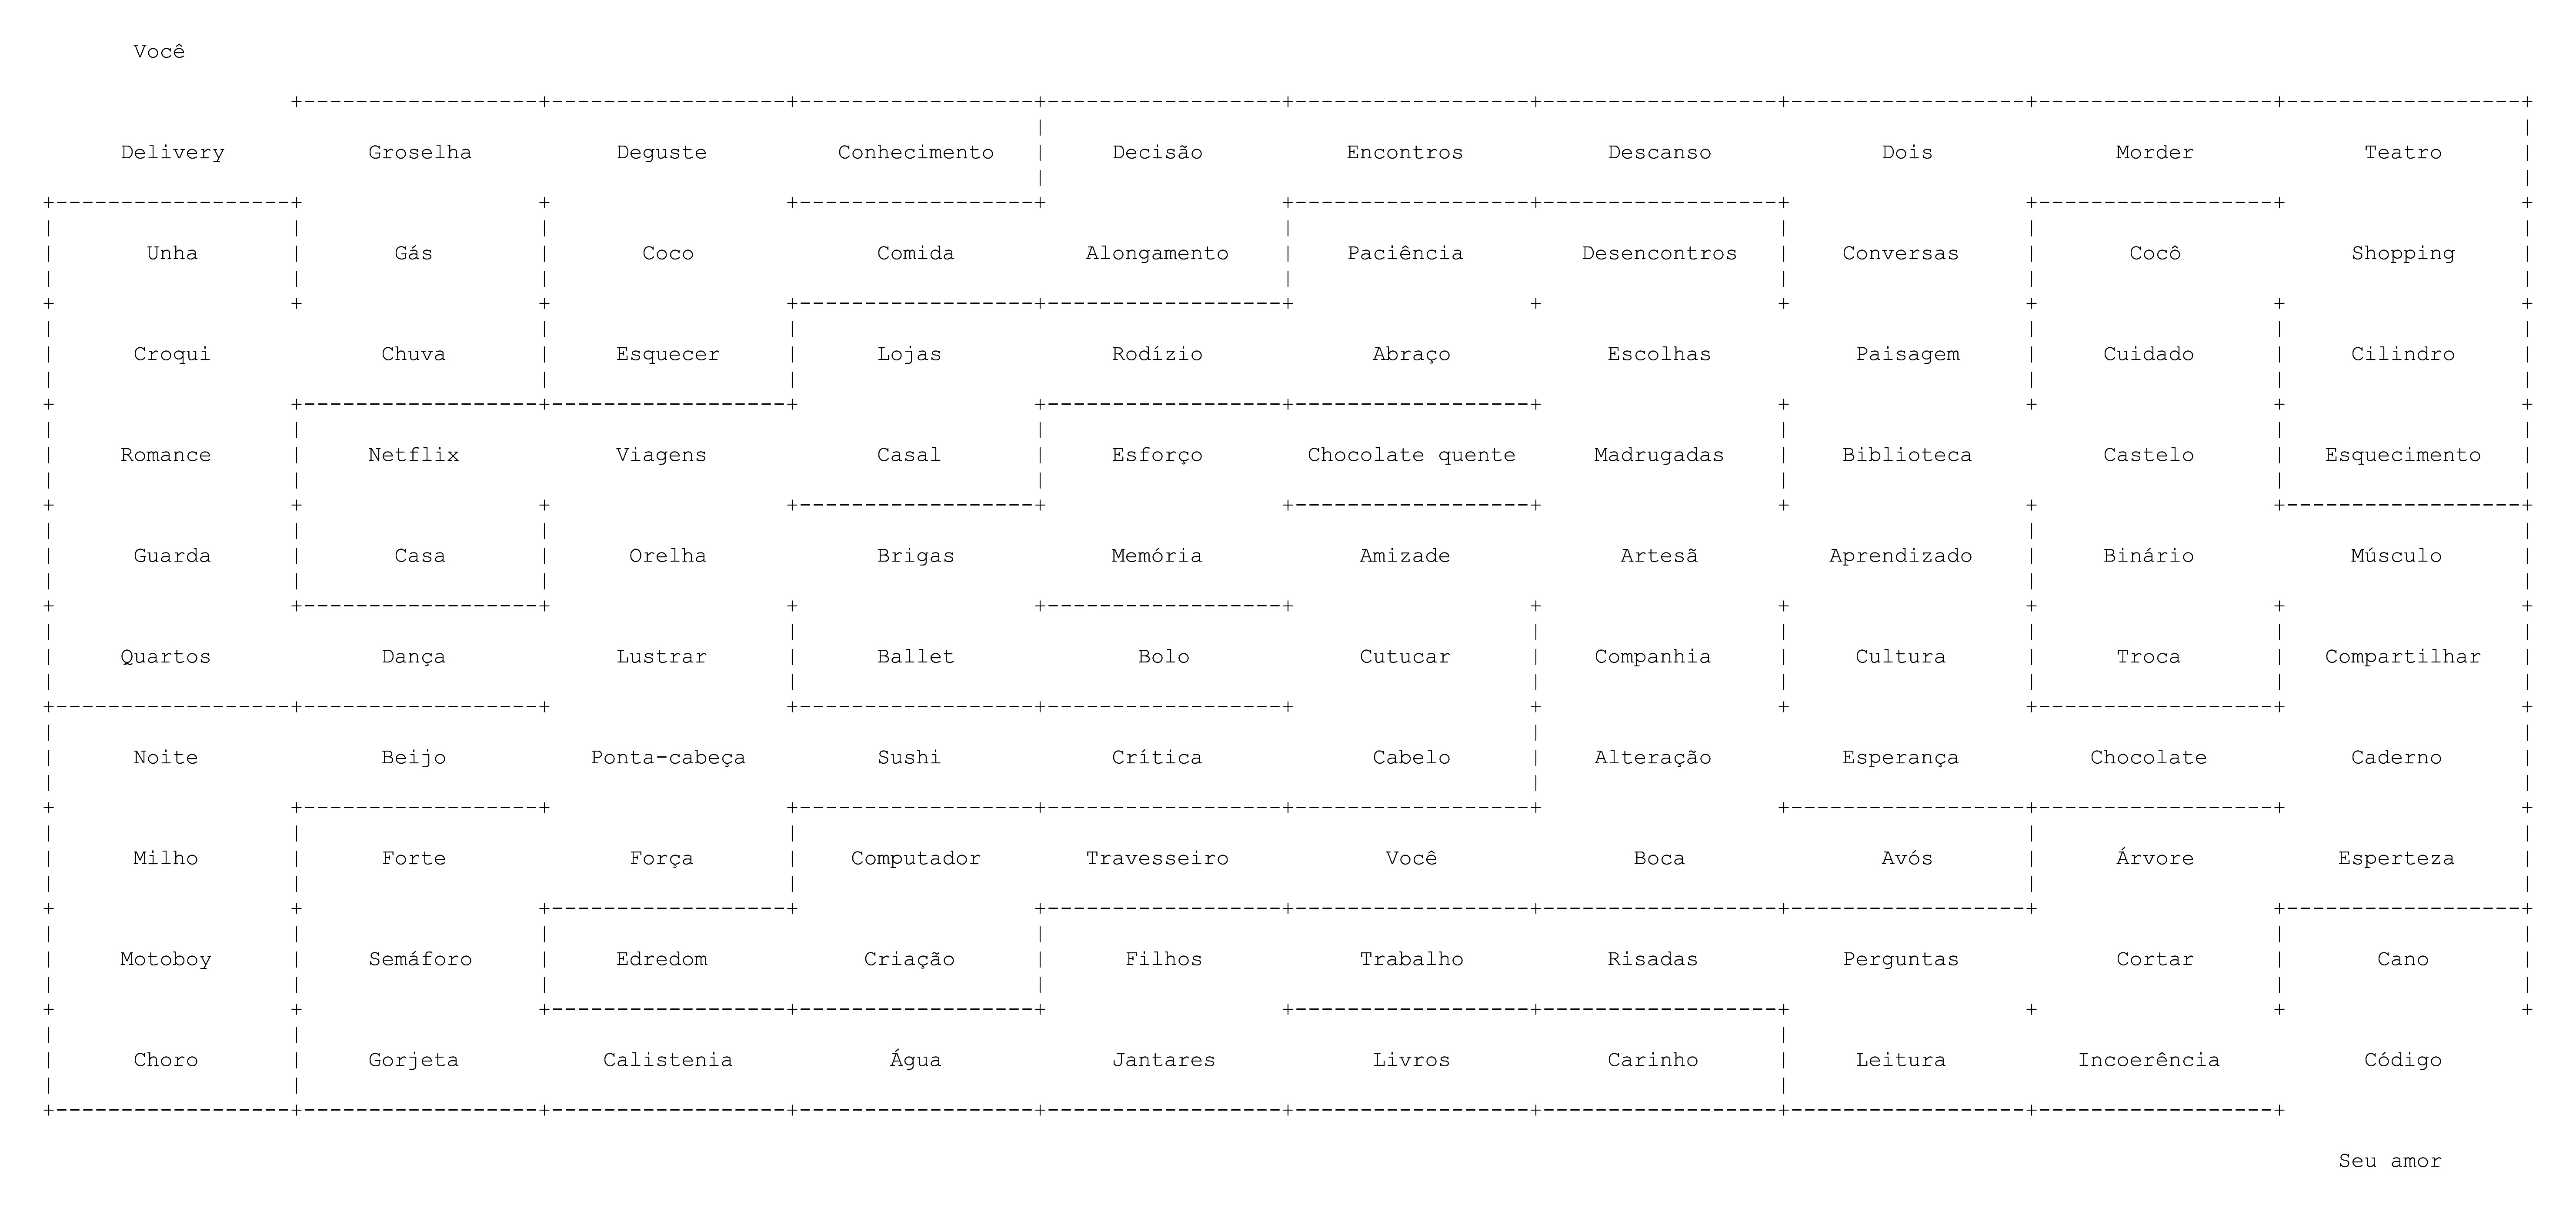 Você
Delivery Groselha Deguste Conhecimento Decisão Encontros Descanso Dois Morder Teatro
Unha Gás Coco Comida Alongamento Paciência Desencontros Conversas Cocô Shopping
Croqui Chuva Esquecer Lojas Rodízio Abraço Escolhas Paisagem Cuidado Cilindro
Romance Netflix Viagens Casal Esforço Chocolate quente Madrugadas Biblioteca Castelo Esquecimento
Guarda Casa Orelha Brigas Memória Amizade Artesã Aprendizado Binário Músculo
Quartos Dança Lustrar Ballet Bolo Cutucar Companhia Cultura Troca Compartilhar
Noite Beijo Ponta-cabeça Sushi Crítica Cabelo Alteração Esperança Chocolate Caderno
Milho Forte Força Computador Travesseiro Você Boca Avós Árvore Esperteza
Motoboy Semáforo Edredom Criação Filhos Trabalho Risadas Perguntas Cortar Cano
Choro Gorjeta Calistenia Água Jantares Livros Carinho Leitura Incoerência Código
Seu amor